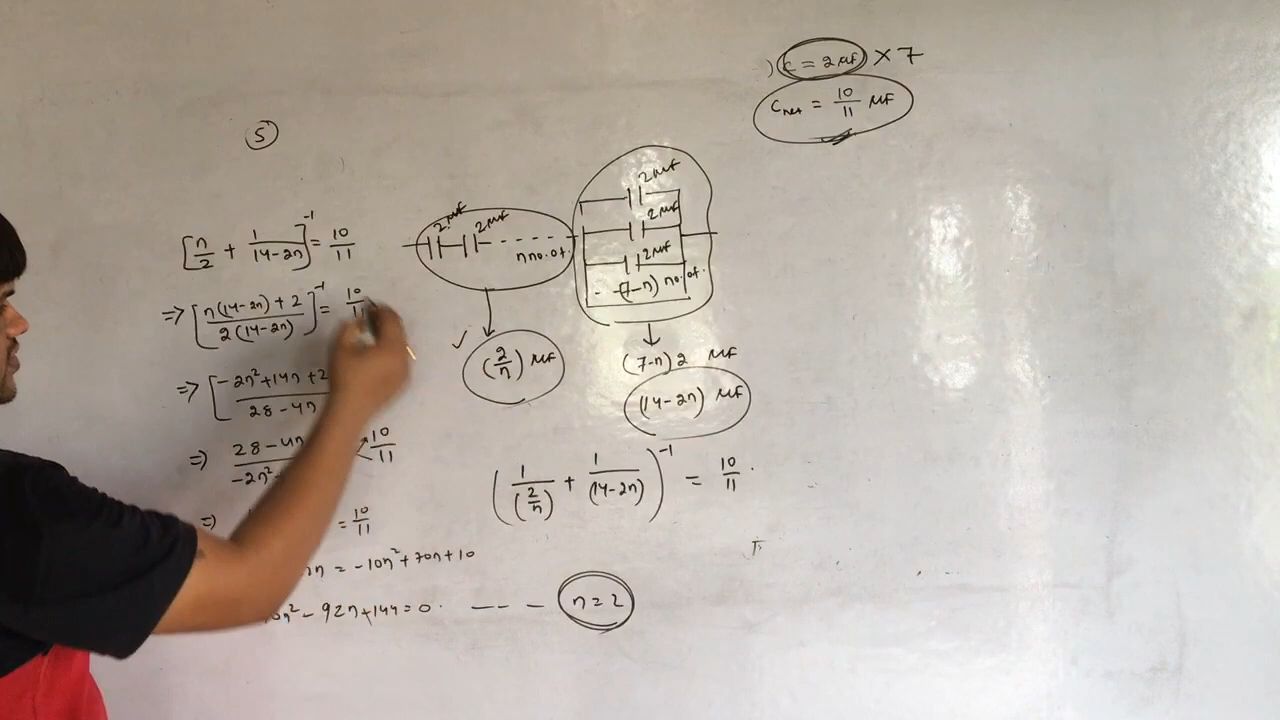 ) C = 2 μF × 7
Cnet = 10/11 μF
5
[n/2 + 1/(14-2n)]⁻¹ = 10/11
=> [n(14-2n)+2 / 2(14-2n)]⁻¹ = 10/11
=> [-2n²+14n+2 / 28-4n
=> 28-4n / -2n² 10/11
=> = 10/11
n = -10n²+70n+10
n² - 92n+144=0. --- n=2
2μF 2μF
n no.of.
2μF
2μF
2μF
(7-n) no.of.
(2/n) μF
(7-n) 2 μF
(14-2n) μF
(1/(2/n) + 1/(14-2n))⁻¹ = 10/11.